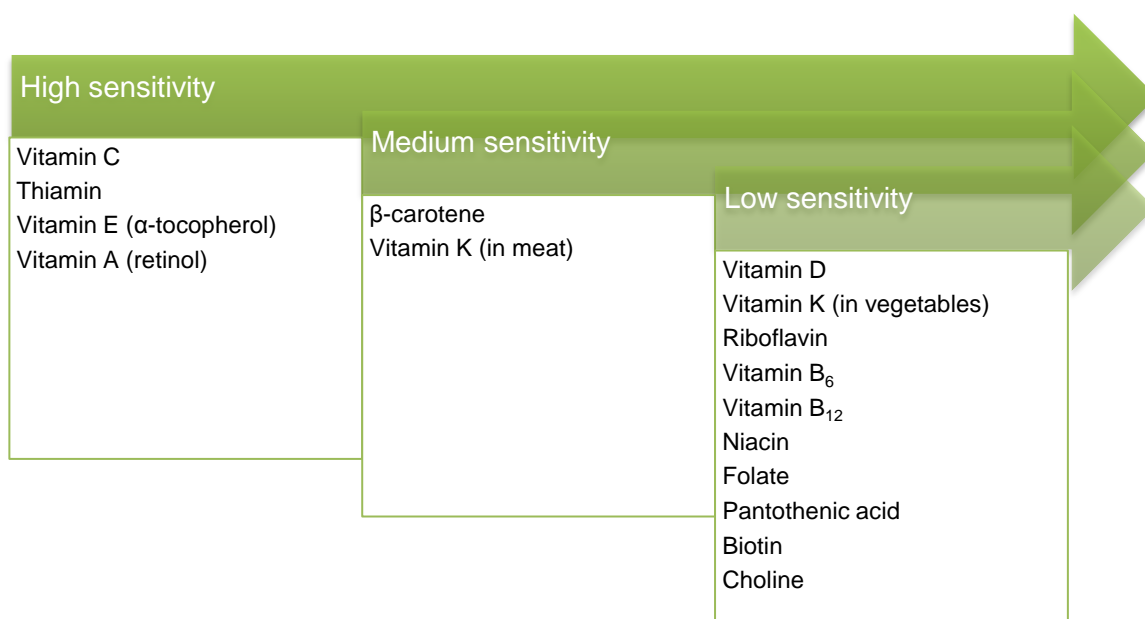 High sensitivity
Vitamin C
Thiamin
Vitamin E (α-tocopherol)
Vitamin A (retinol)
Medium sensitivity
β-carotene
Vitamin K (in meat)
Low sensitivity
Vitamin D
Vitamin K (in vegetables)
Riboflavin
Vitamin B₆
Vitamin B₁₂
Niacin
Folate
Pantothenic acid
Biotin
Choline